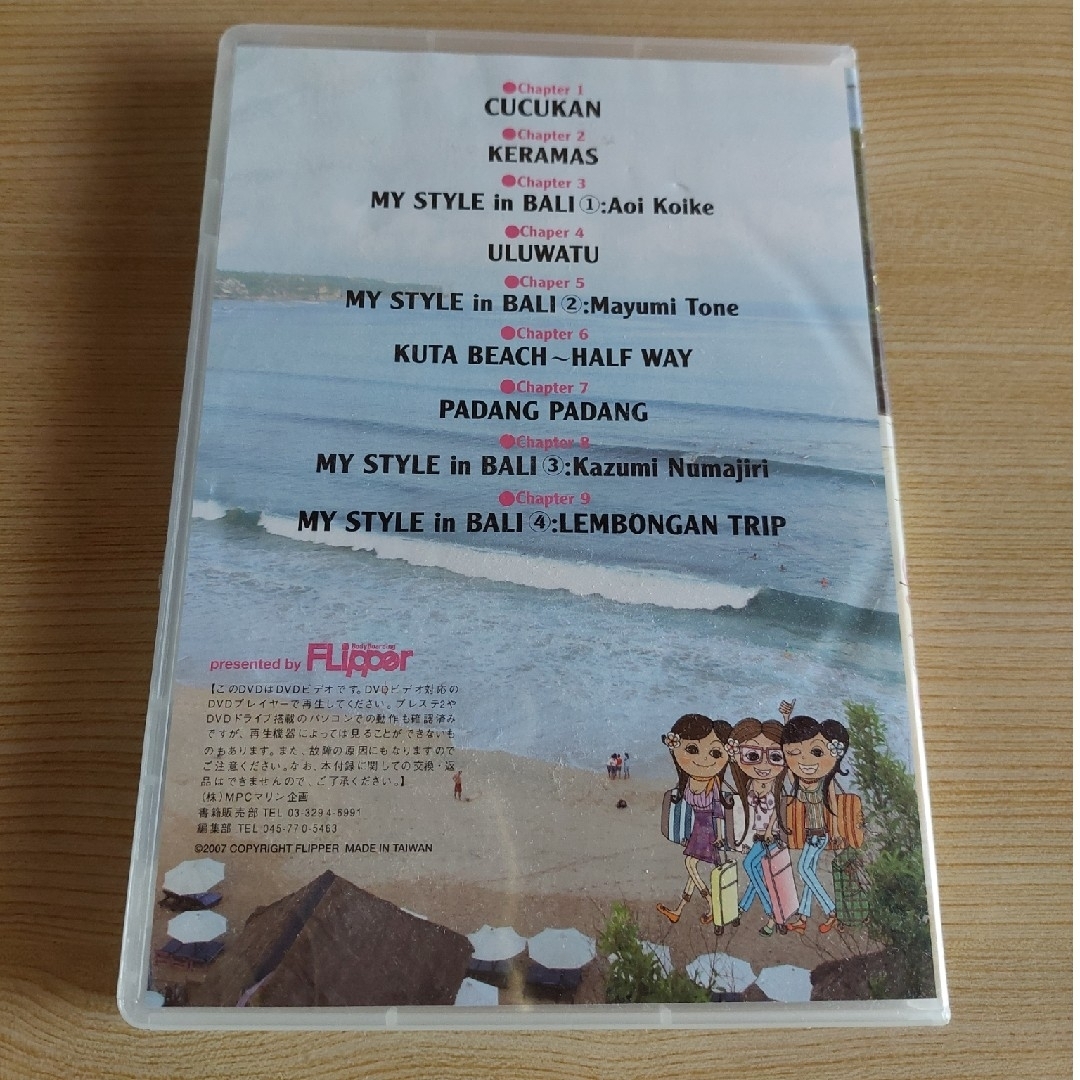 ●Chapter 1
CUCUKAN
●Chapter 2
KERAMAS
●Chapter 3
MY STYLE in BALI①:Aoi Koike
●Chaper 4
ULUWATU
●Chaper 5
MY STYLE in BALI②:Mayumi Tone
●Chapter 6
KUTA BEACH~HALF WAY
●Chapter 7
PADANG PADANG
●Chapter 8
MY STYLE in BALI③:Kazumi Numajiri
●Chapter 9
MY STYLE in BALI④:LEMBONGAN TRIP
BodyBoarding
presented by FLipper
【このDVDはDVDビデオです。DVDビデオ対応の
DVDプレイヤーで再生してください。プレステ2や
DVDドライブ搭載のパソコンでの動作も確認済み
ですが、再生機器によっては見ることができないも
のもあります。また、故障の原因にもなりますので
ご注意ください。なお、本付録に関しての交換・返
品はできませんので、ご了承ください。】
(株)MPCマリン企画
書籍販売部 TEL 03-3294-6991
編集部 TEL 045-770-5463
©2007 COPYRIGHT FLIPPER MADE IN TAIWAN